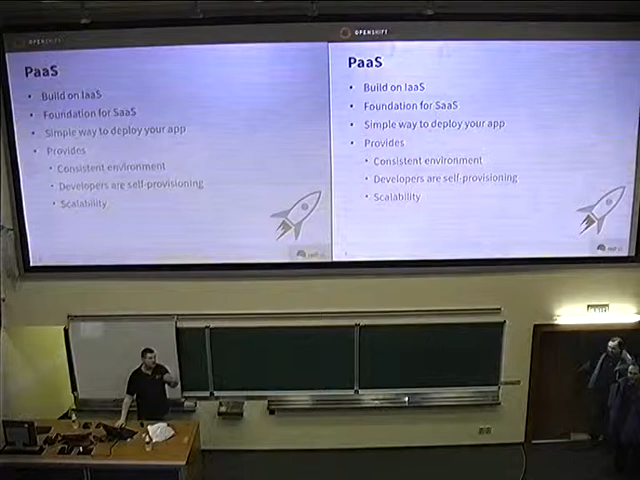 OPENSHIFT
PaaS
• Build on IaaS
• Foundation for SaaS
• Simple way to deploy your app
• Provides
• Consistent environment
• Developers are self-provisioning
• Scalability
OPENSHIFT
PaaS
• Build on IaaS
• Foundation for SaaS
• Simple way to deploy your app
• Provides
• Consistent environment
• Developers are self-provisioning
• Scalability